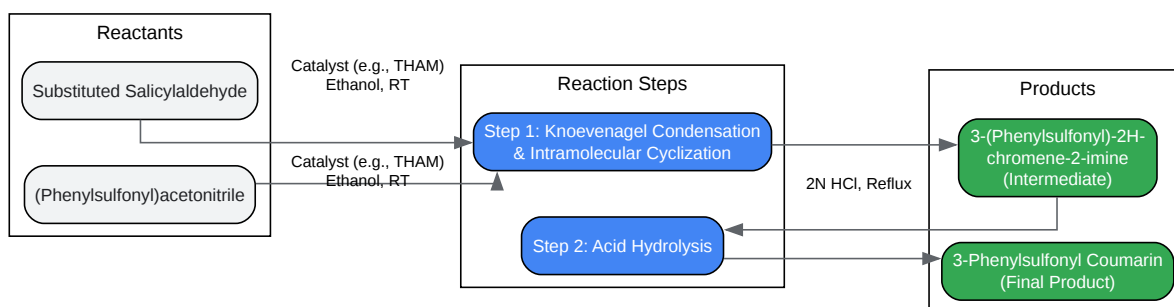 Reactants
Substituted Salicylaldehyde
(Phenylsulfonyl)acetonitrile
Catalyst (e.g., THAM)
Ethanol, RT
Catalyst (e.g., THAM)
Ethanol, RT
Reaction Steps
Step 1: Knoevenagel Condensation
& Intramolecular Cyclization
Step 2: Acid Hydrolysis
2N HCl, Reflux
Products
3-(Phenylsulfonyl)-2H-
chromene-2-imine
(Intermediate)
3-Phenylsulfonyl Coumarin
(Final Product)